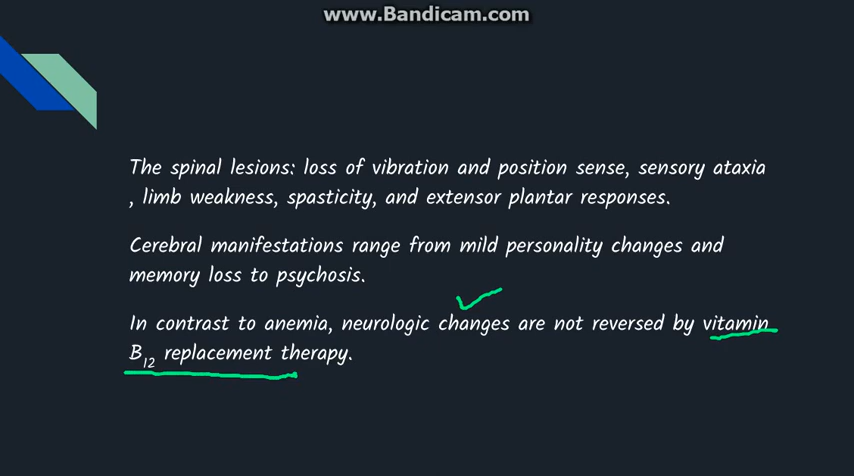 www.Bandicam.com
The spinal lesions: loss of vibration and position sense, sensory ataxia
, limb weakness, spasticity, and extensor plantar responses.
Cerebral manifestations range from mild personality changes and
memory loss to psychosis.
In contrast to anemia, neurologic changes are not reversed by vitamin
B12 replacement therapy.